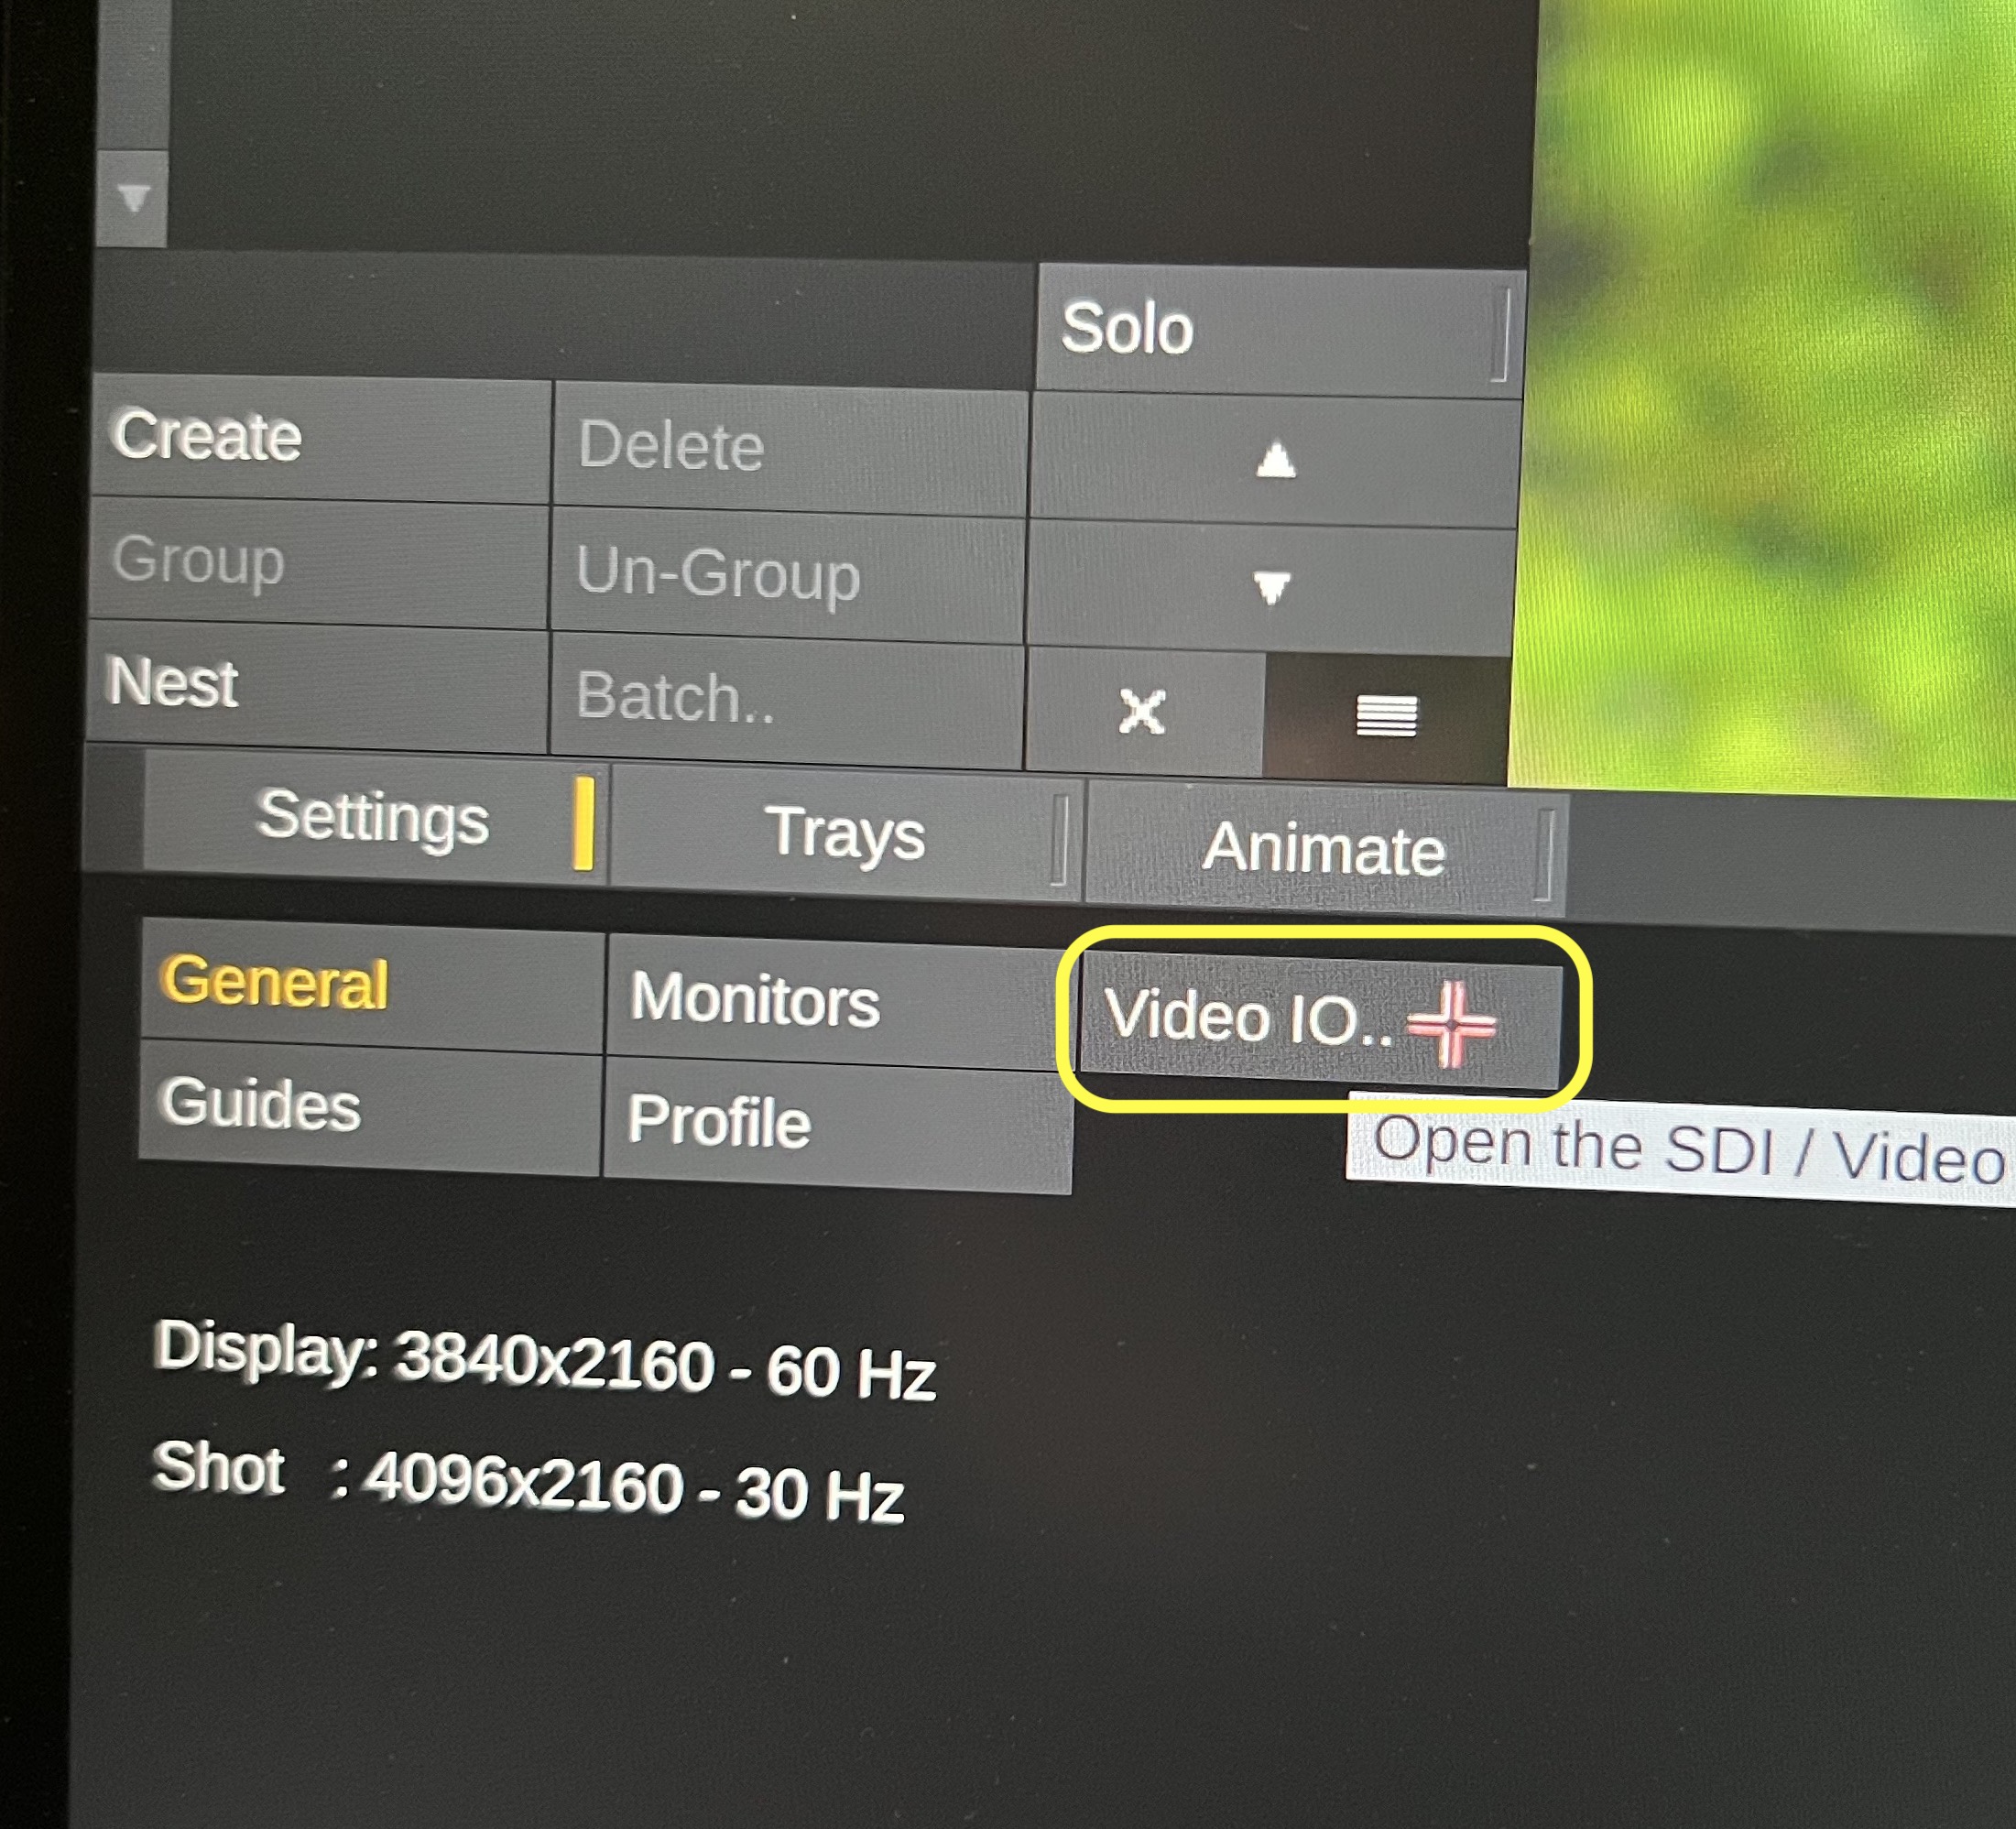 Solo
Create Delete
Group Un-Group
Nest Batch..
Settings Trays Animate
General Monitors Video IO..
Guides Profile
Open the SDI / Video
Display: 3840x2160 - 60 Hz
Shot : 4096x2160 - 30 Hz